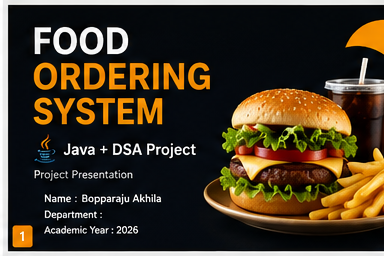 FOOD
ORDERING
SYSTEM
Java + DSA Project
Project Presentation
Name : Bopparaju Akhila
Department :
Academic Year : 2026
1